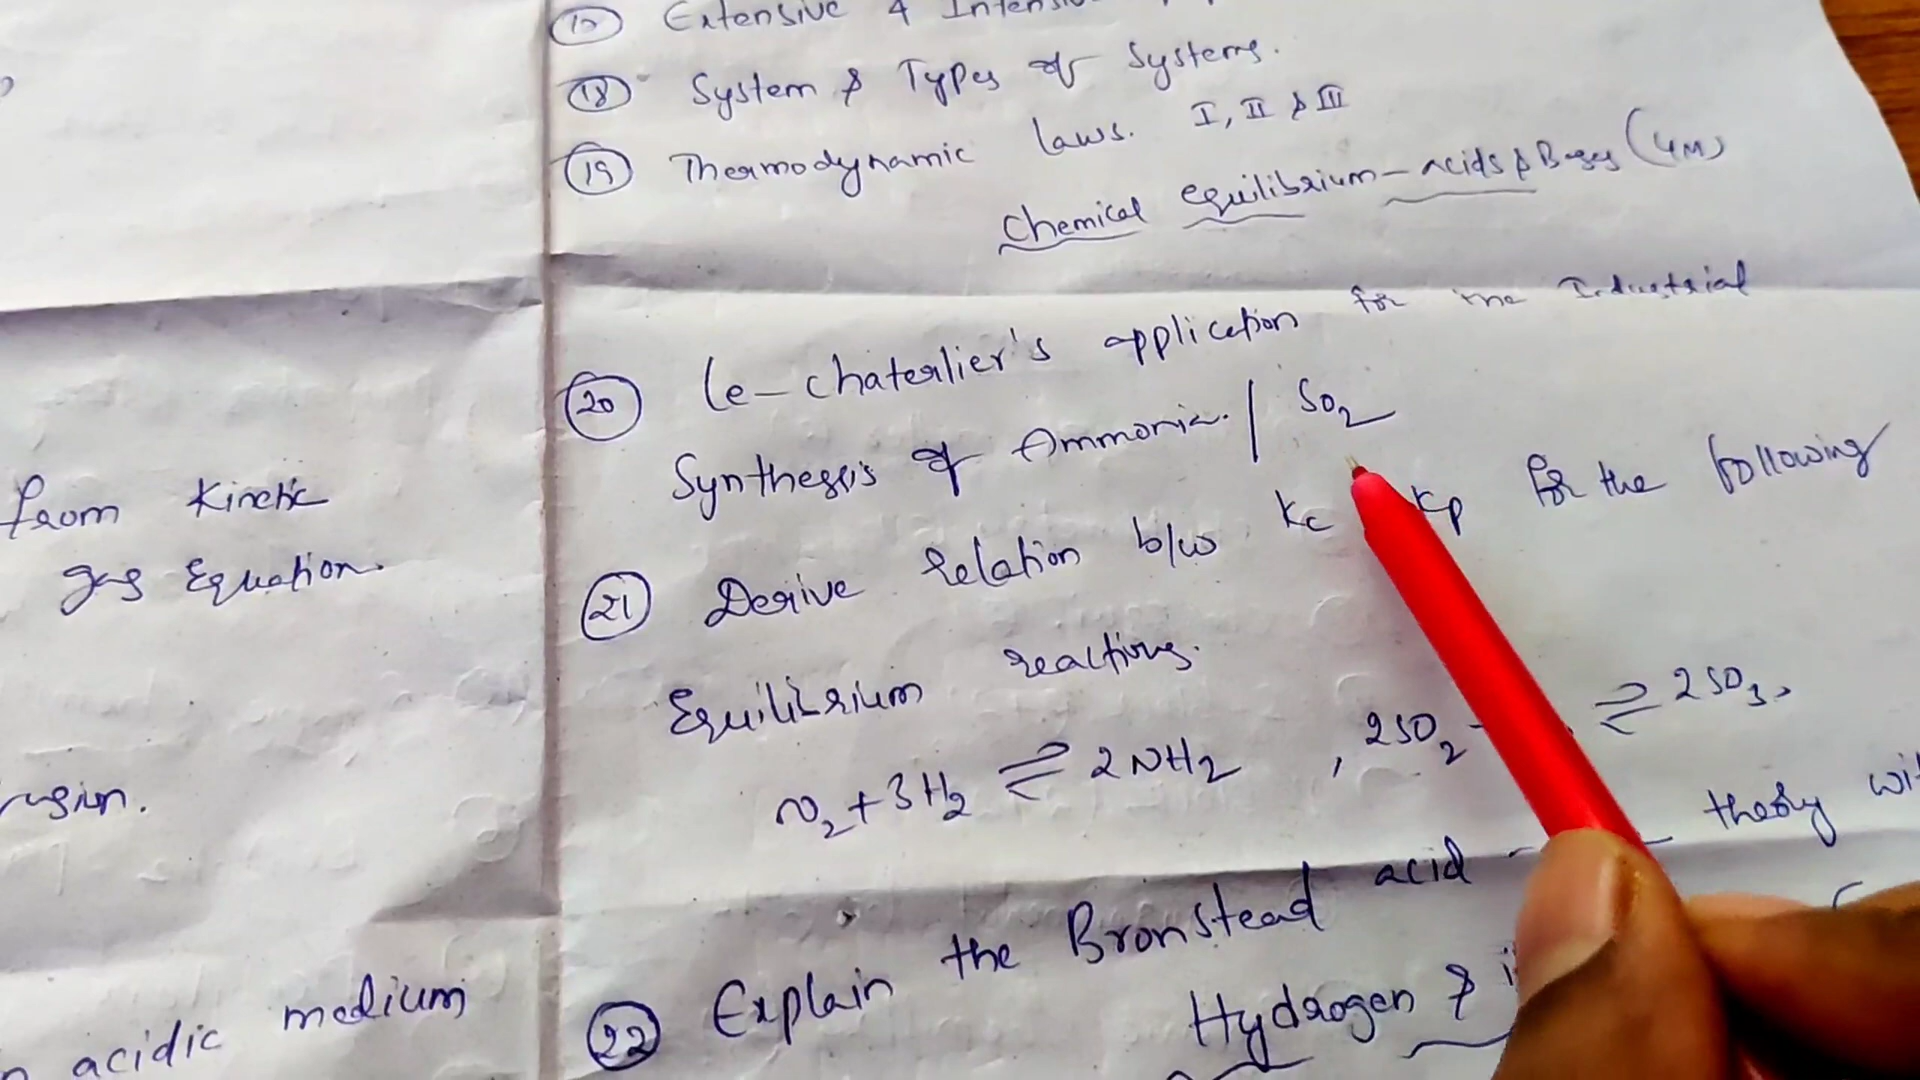 from Kinetic
gas Equation.
acidic medium
Extensive &
18 System & Types of Systems.
19 Thermodynamic laws. I, II & III
Chemical equilibrium - acids & Bases (4M)
20 Le-chaterlier's application for the Industrial
Synthesis of Ammonia. / SO2
21 Derive relation b/w Kc Kp for the following
Equilibrium reactions.
N2 + 3H2 ⇌ 2NH2 , 2SO2 ⇌ 2SO3.
22 Explain the Bronstead acid theory
Hydrogen &